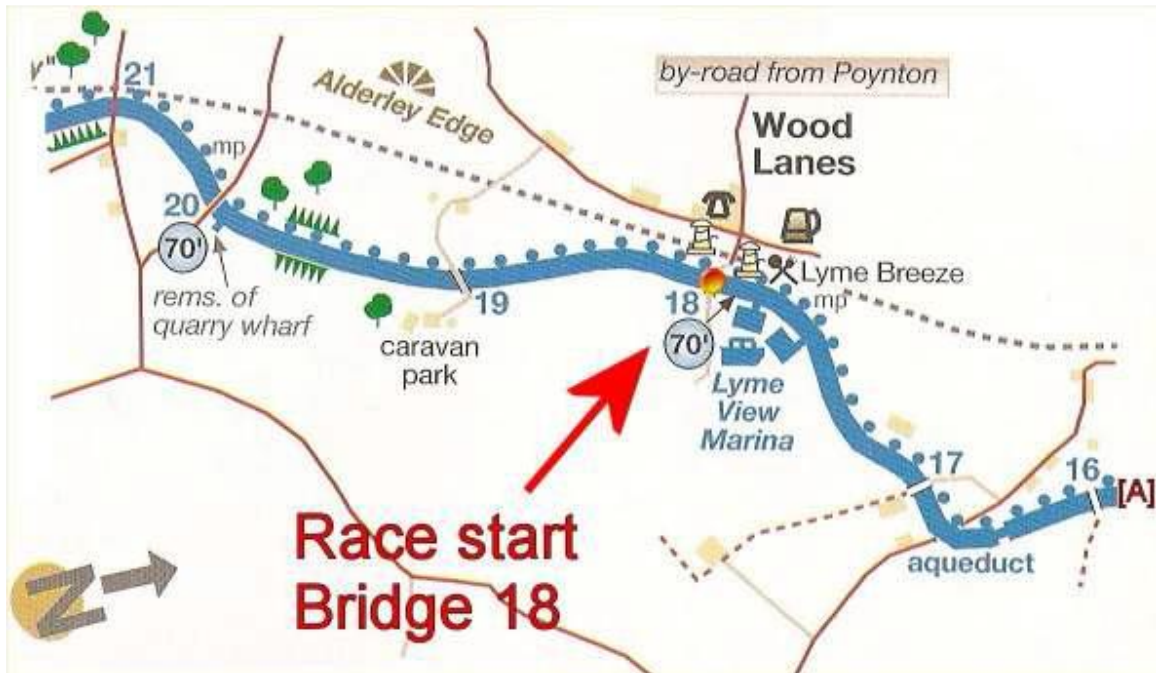 y"
21
Alderley Edge
by-road from Poynton
Wood
Lanes
mp
20
70'
rems. of
quarry wharf
19
caravan
park
18
70'
Lyme Breeze
mp
Lyme
View
Marina
17
16
[A]
aqueduct
Race start
Bridge 18
N